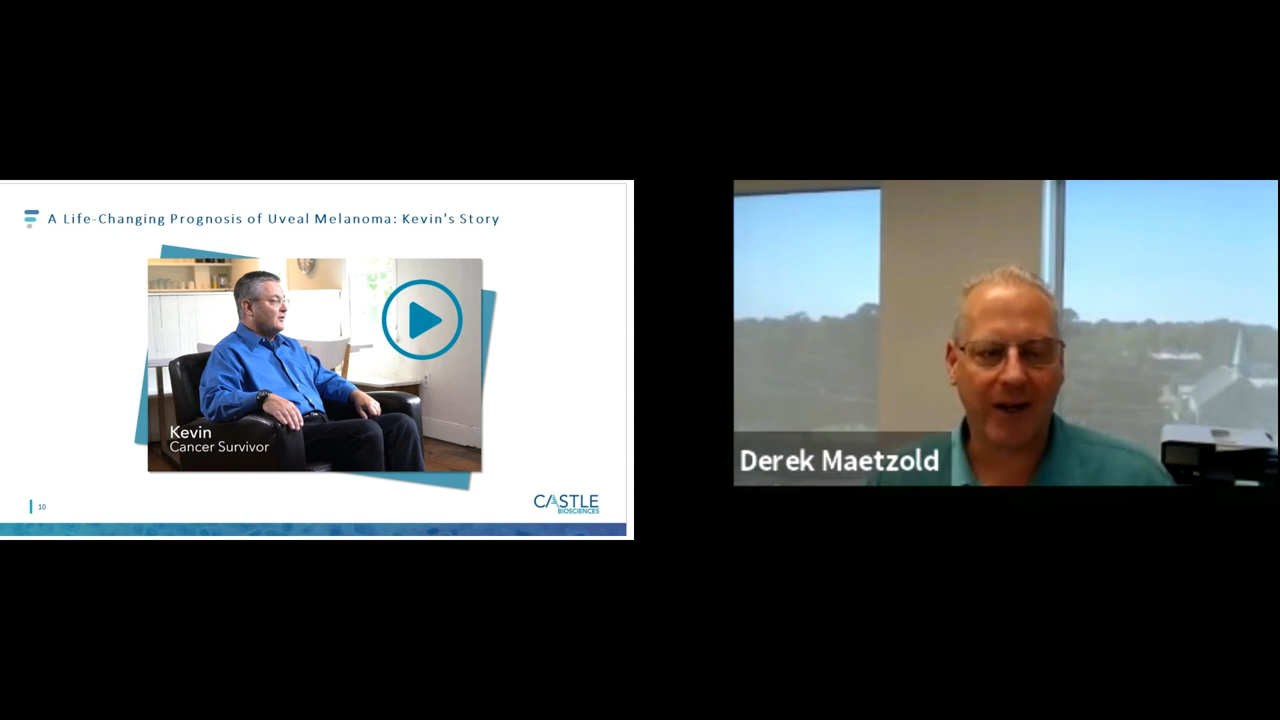 A Life-Changing Prognosis of Uveal Melanoma: Kevin's Story
Kevin
Cancer Survivor
10
CASTLE
BIOSCIENCES
Derek Maetzold